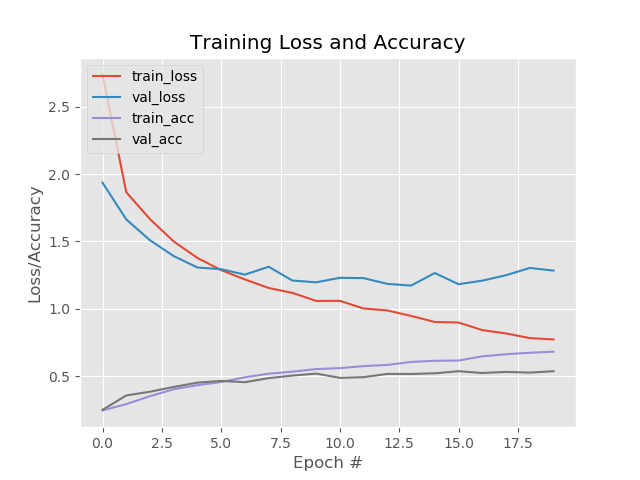 Training Loss and Accuracy
train_loss
val_loss
train_acc
val_acc
Loss/Accuracy
2.5
2.0
1.5
1.0
0.5
0.0 2.5 5.0 7.5 10.0 12.5 15.0 17.5
Epoch #